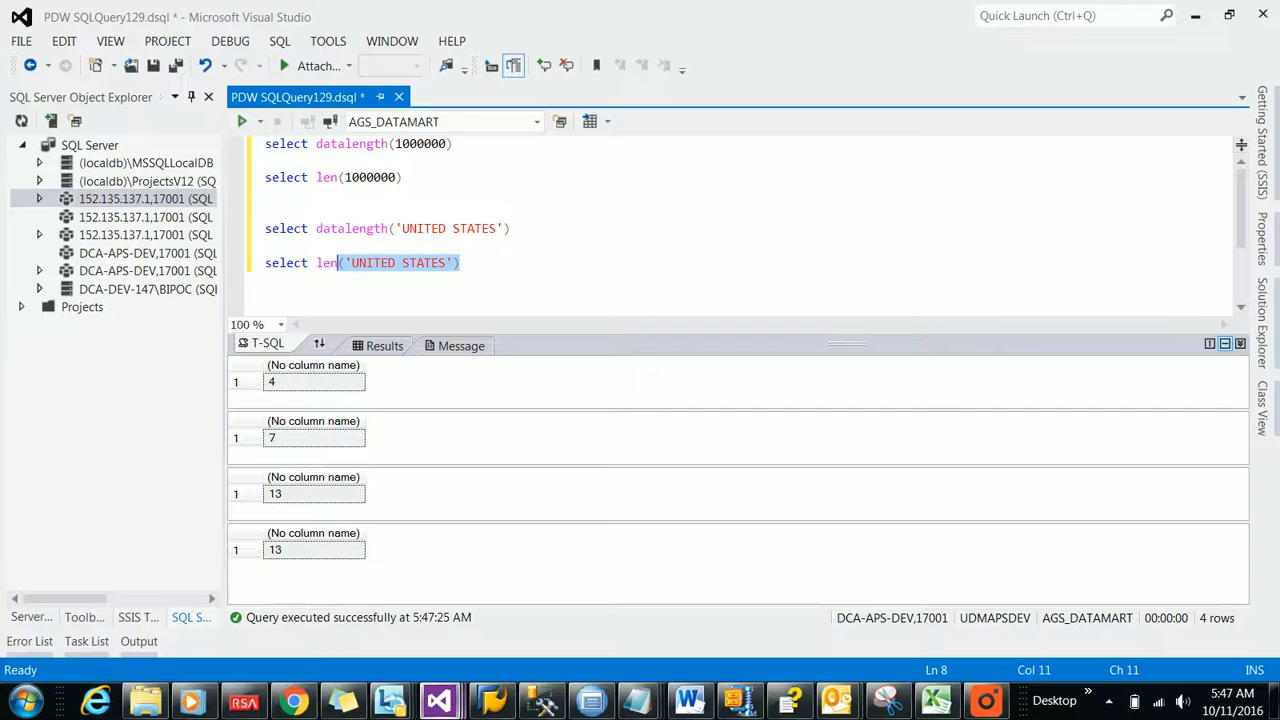 PDW SQLQuery129.dsql * - Microsoft Visual Studio
Quick Launch (Ctrl+Q)
FILE EDIT VIEW PROJECT DEBUG SQL TOOLS WINDOW HELP
Attach...
SQL Server Object Explorer
PDW SQLQuery129.dsql *
AGS_DATAMART
SQL Server
(localdb)\MSSQLLocalDB
(localdb)\ProjectsV12 (SQ
152.135.137.1,17001 (SQL
152.135.137.1,17001 (SQL
152.135.137.1,17001 (SQL
DCA-APS-DEV,17001 (SQL
DCA-APS-DEV,17001 (SQL
DCA-DEV-147\BIPOC (SQL
Projects
select datalength(1000000)
select len(1000000)
select datalength('UNITED STATES')
select len('UNITED STATES')
100 %
T-SQL Results Message
(No column name)
1 4
(No column name)
1 7
(No column name)
1 13
(No column name)
1 13
Query executed successfully at 5:47:25 AM
DCA-APS-DEV,17001 UDMAPSDEV AGS_DATAMART 00:00:00 4 rows
Getting Started (SSIS)
Properties
Solution Explorer
Class View
Server... Toolb... SSIS T... SQL S...
Error List Task List Output
Ready
Ln 8 Col 11 Ch 11 INS
RSA
Desktop
5:47 AM
10/11/2016